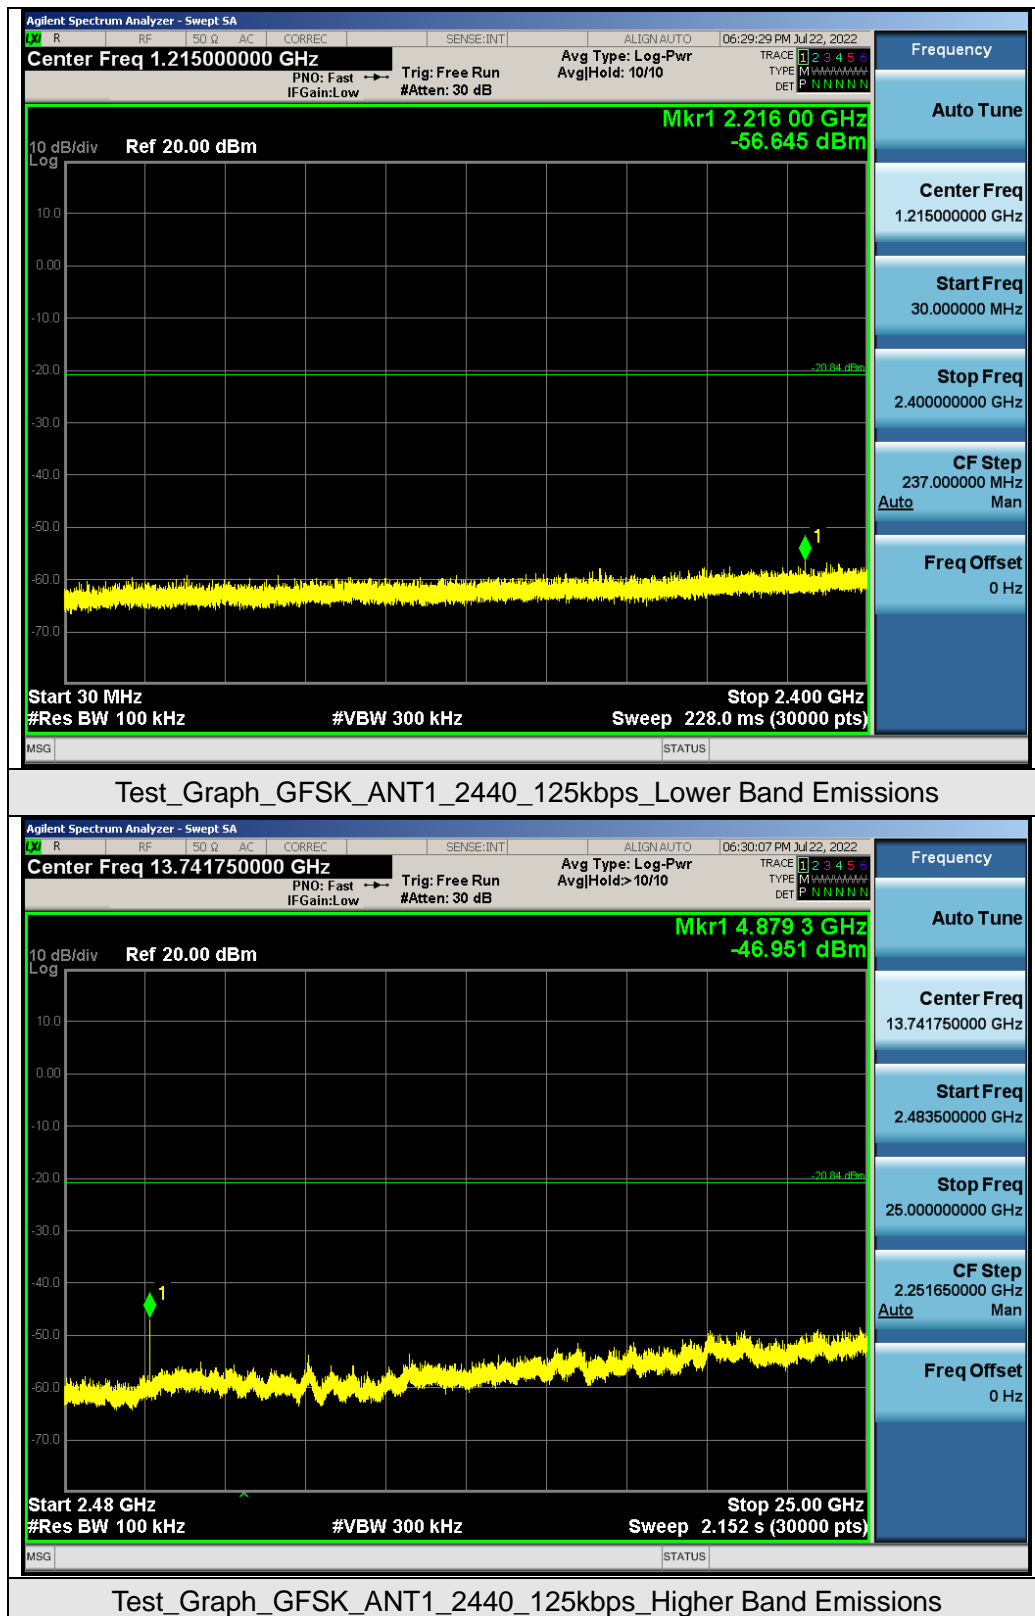 Agilent Spectrum Analyzer - Swept SA
LXI R RF 50 Ω AC CORREC SENSE:INT ALIGN AUTO 06:29:29 PM Jul 22, 2022
Center Freq 1.215000000 GHz
PNO: Fast
IFGain:Low
Trig: Free Run
#Atten: 30 dB
Avg Type: Log-Pwr
Avg|Hold: 10/10
TRACE 1 2 3 4 5 6
TYPE M WWWWW
DET P N N N N N
Frequency
Auto Tune
Center Freq
1.215000000 GHz
Start Freq
30.000000 MHz
Stop Freq
2.400000000 GHz
CF Step
237.000000 MHz
Auto Man
Freq Offset
0 Hz
Mkr1 2.216 00 GHz
-56.645 dBm
10 dB/div Ref 20.00 dBm
Log
10.0
0.00
-10.0
-20.0
-20.84 dBm
-30.0
-40.0
-50.0
1
-60.0
-70.0
Start 30 MHz Stop 2.400 GHz
#Res BW 100 kHz #VBW 300 kHz Sweep 228.0 ms (30000 pts)
MSG STATUS
Test_Graph_GFSK_ANT1_2440_125kbps_Lower Band Emissions
Agilent Spectrum Analyzer - Swept SA
LXI R RF 50 Ω AC CORREC SENSE:INT ALIGN AUTO 06:30:07 PM Jul 22, 2022
Center Freq 13.741750000 GHz
PNO: Fast
IFGain:Low
Trig: Free Run
#Atten: 30 dB
Avg Type: Log-Pwr
Avg|Hold:>10/10
TRACE 1 2 3 4 5 6
TYPE M WWWWW
DET P N N N N N
Frequency
Auto Tune
Center Freq
13.741750000 GHz
Start Freq
2.483500000 GHz
Stop Freq
25.000000000 GHz
CF Step
2.251650000 GHz
Auto Man
Freq Offset
0 Hz
Mkr1 4.879 3 GHz
-46.951 dBm
10 dB/div Ref 20.00 dBm
Log
10.0
0.00
-10.0
-20.0
-20.84 dBm
-30.0
-40.0
1
-50.0
-60.0
-70.0
Start 2.48 GHz Stop 25.00 GHz
#Res BW 100 kHz #VBW 300 kHz Sweep 2.152 s (30000 pts)
MSG STATUS
Test_Graph_GFSK_ANT1_2440_125kbps_Higher Band Emissions